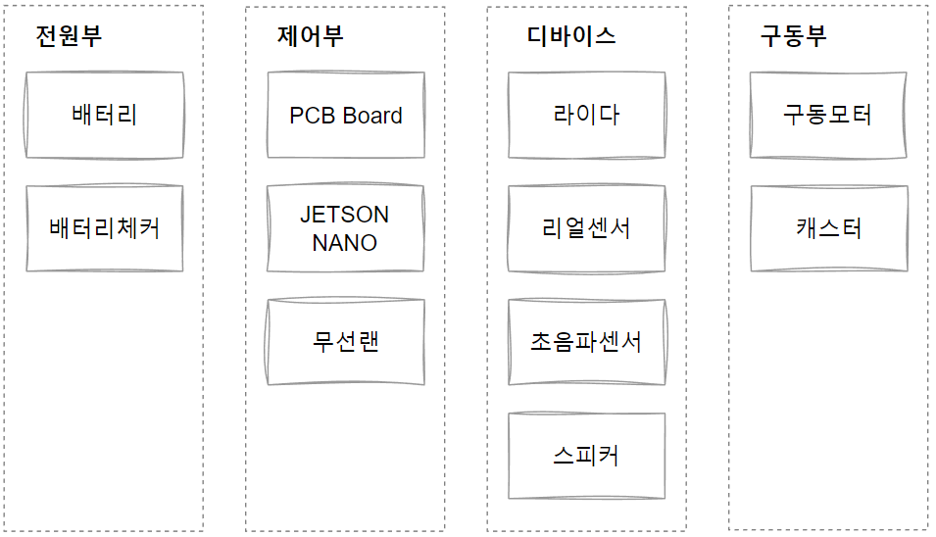 전원부
배터리
배터리체커
제어부
PCB Board
JETSON
NANO
무선랜
디바이스
라이다
리얼센서
초음파센서
스피커
구동부
구동모터
캐스터